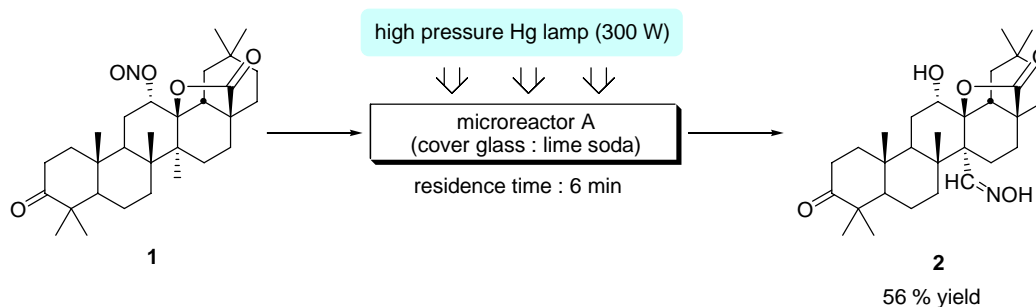 high pressure Hg lamp (300 W)
ONO
O
O
O
1
microreactor A
(cover glass : lime soda)
residence time : 6 min
HO
O
O
O
HC
NOH
2
56 % yield